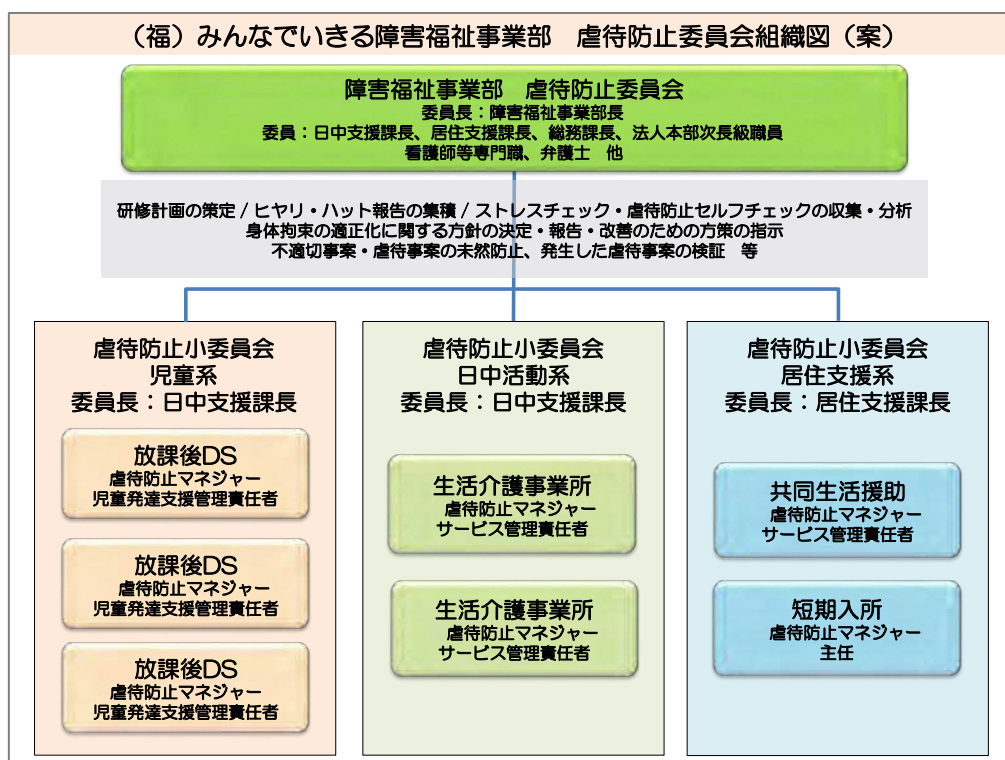 （福）みんなでいきる障害福祉事業部　虐待防止委員会組織図（案）
障害福祉事業部　虐待防止委員会
委員長：障害福祉事業部長
委員：日中支援課長、居住支援課長、総務課長、法人本部次長級職員
看護師等専門職、弁護士　他
研修計画の策定 / ヒヤリ・ハット報告の集積 / ストレスチェック・虐待防止セルフチェックの収集・分析
身体拘束の適正化に関する方針の決定・報告・改善のための方策の指示
不適切事案・虐待事案の未然防止、発生した虐待事案の検証　等
虐待防止小委員会
児童系
委員長：日中支援課長
放課後DS
虐待防止マネジャー
児童発達支援管理責任者
放課後DS
虐待防止マネジャー
児童発達支援管理責任者
放課後DS
虐待防止マネジャー
児童発達支援管理責任者
虐待防止小委員会
日中活動系
委員長：日中支援課長
生活介護事業所
虐待防止マネジャー
サービス管理責任者
生活介護事業所
虐待防止マネジャー
サービス管理責任者
虐待防止小委員会
居住支援系
委員長：居住支援課長
共同生活援助
虐待防止マネジャー
サービス管理責任者
短期入所
虐待防止マネジャー
主任